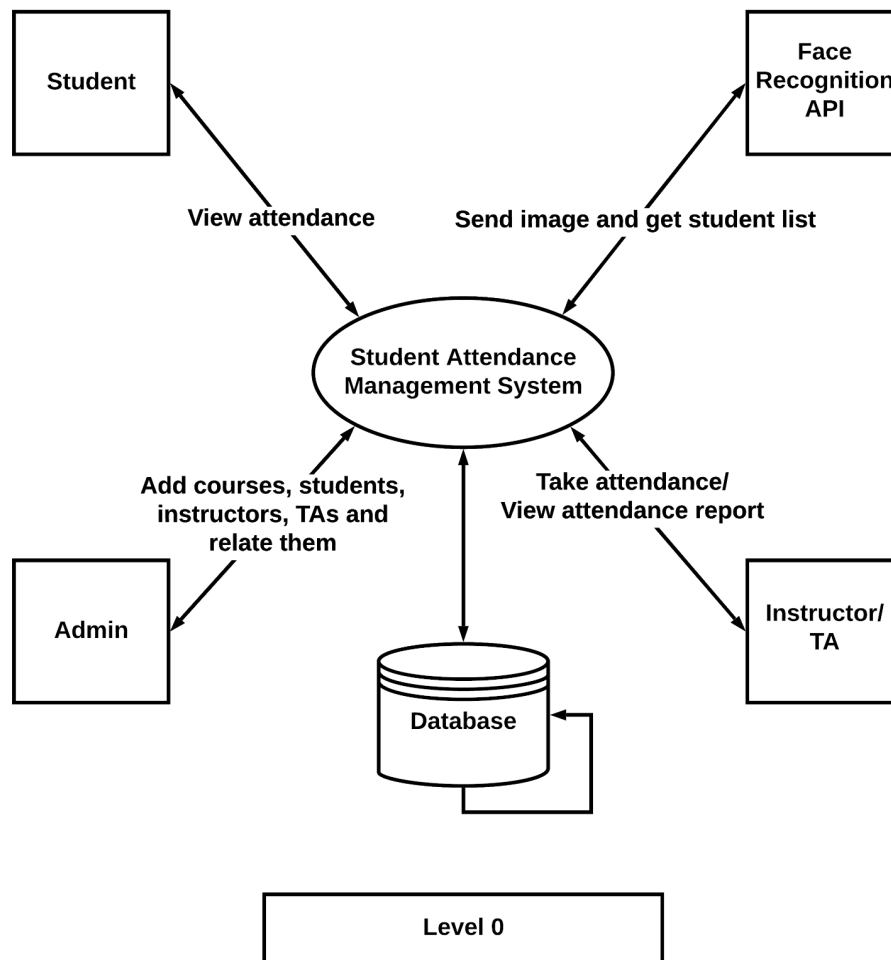 Student
Face
Recognition
API
View attendance
Send image and get student list
Student Attendance
Management System
Add courses, students,
instructors, TAs and
relate them
Take attendance/
View attendance report
Admin
Instructor/
TA
Database
Level 0